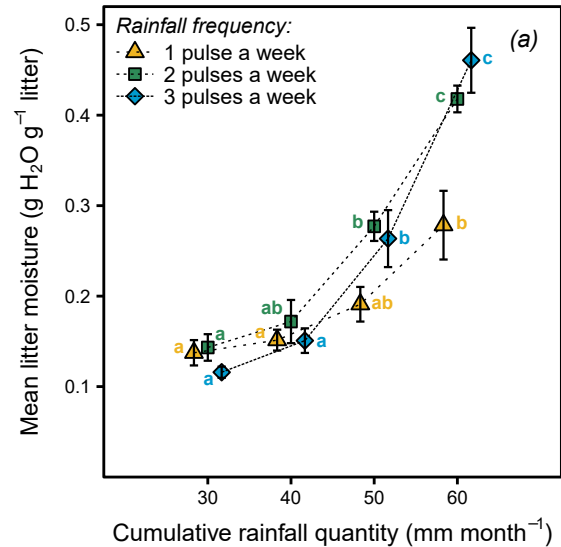 Rainfall frequency:
(a)
1 pulse a week
2 pulses a week
3 pulses a week
0.5
0.4
0.3
0.2
0.1
Mean litter moisture (g H₂O g⁻¹ litter)
c
c
b
b
b
ab
ab
a
a
a
a
a
30
40
50
60
Cumulative rainfall quantity (mm month⁻¹)